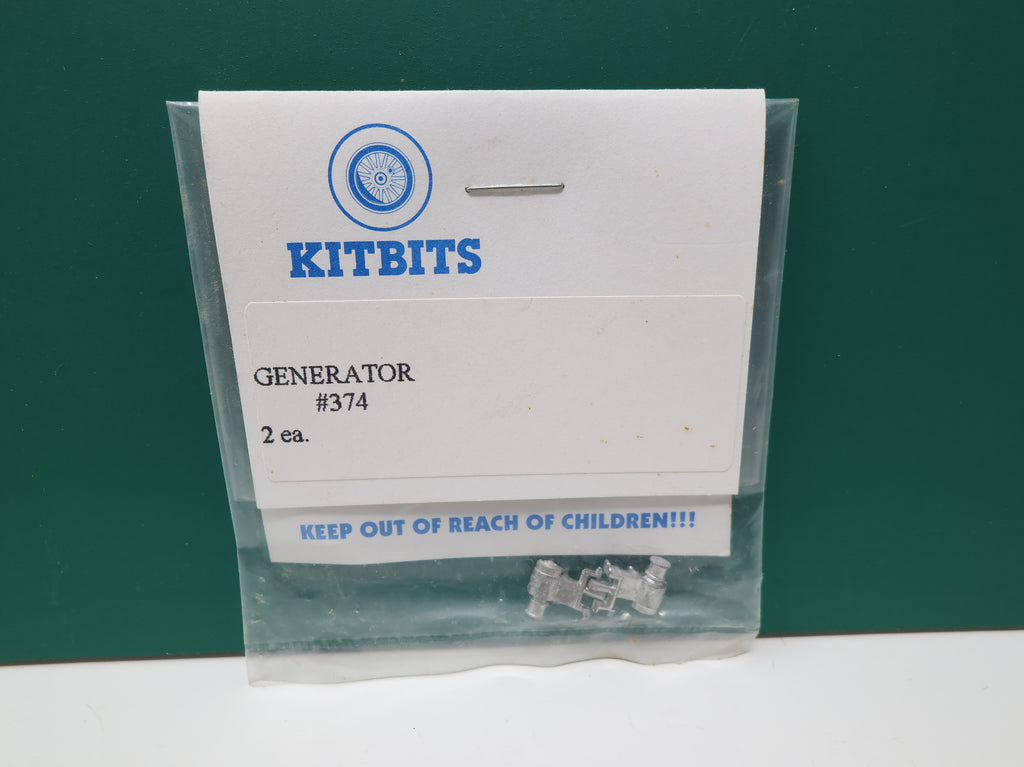 KITBITS
GENERATOR
#374
2 ea.
KEEP OUT OF REACH OF CHILDREN!!!